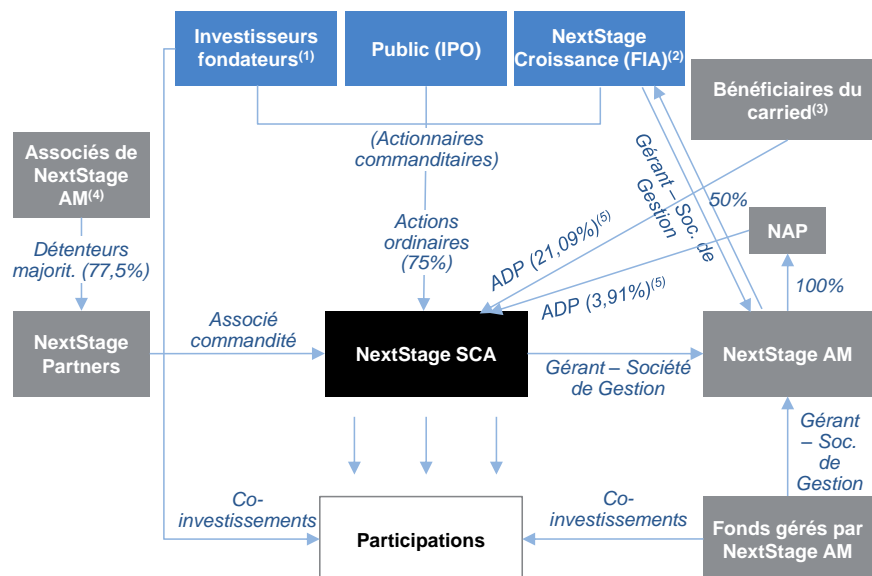 Investisseurs
fondateurs(1)
Public (IPO)
NextStage
Croissance (FIA)(2)
Bénéficiaires du
carried(3)
Associés de
NextStage
AM(4)
(Actionnaires
commanditaires)
Gérant – Soc. de
Gestion
50%
NAP
Détenteurs
majorit. (77,5%)
Actions
ordinaires
(75%)
ADP (21,09%)(5)
ADP (3,91%)(5)
100%
NextStage
Partners
Associé
commandité
NextStage SCA
Gérant – Société
de Gestion
NextStage AM
Gérant
– Soc.
de
Gestion
Co-
investissements
Participations
Co-
investissements
Fonds gérés par
NextStage AM